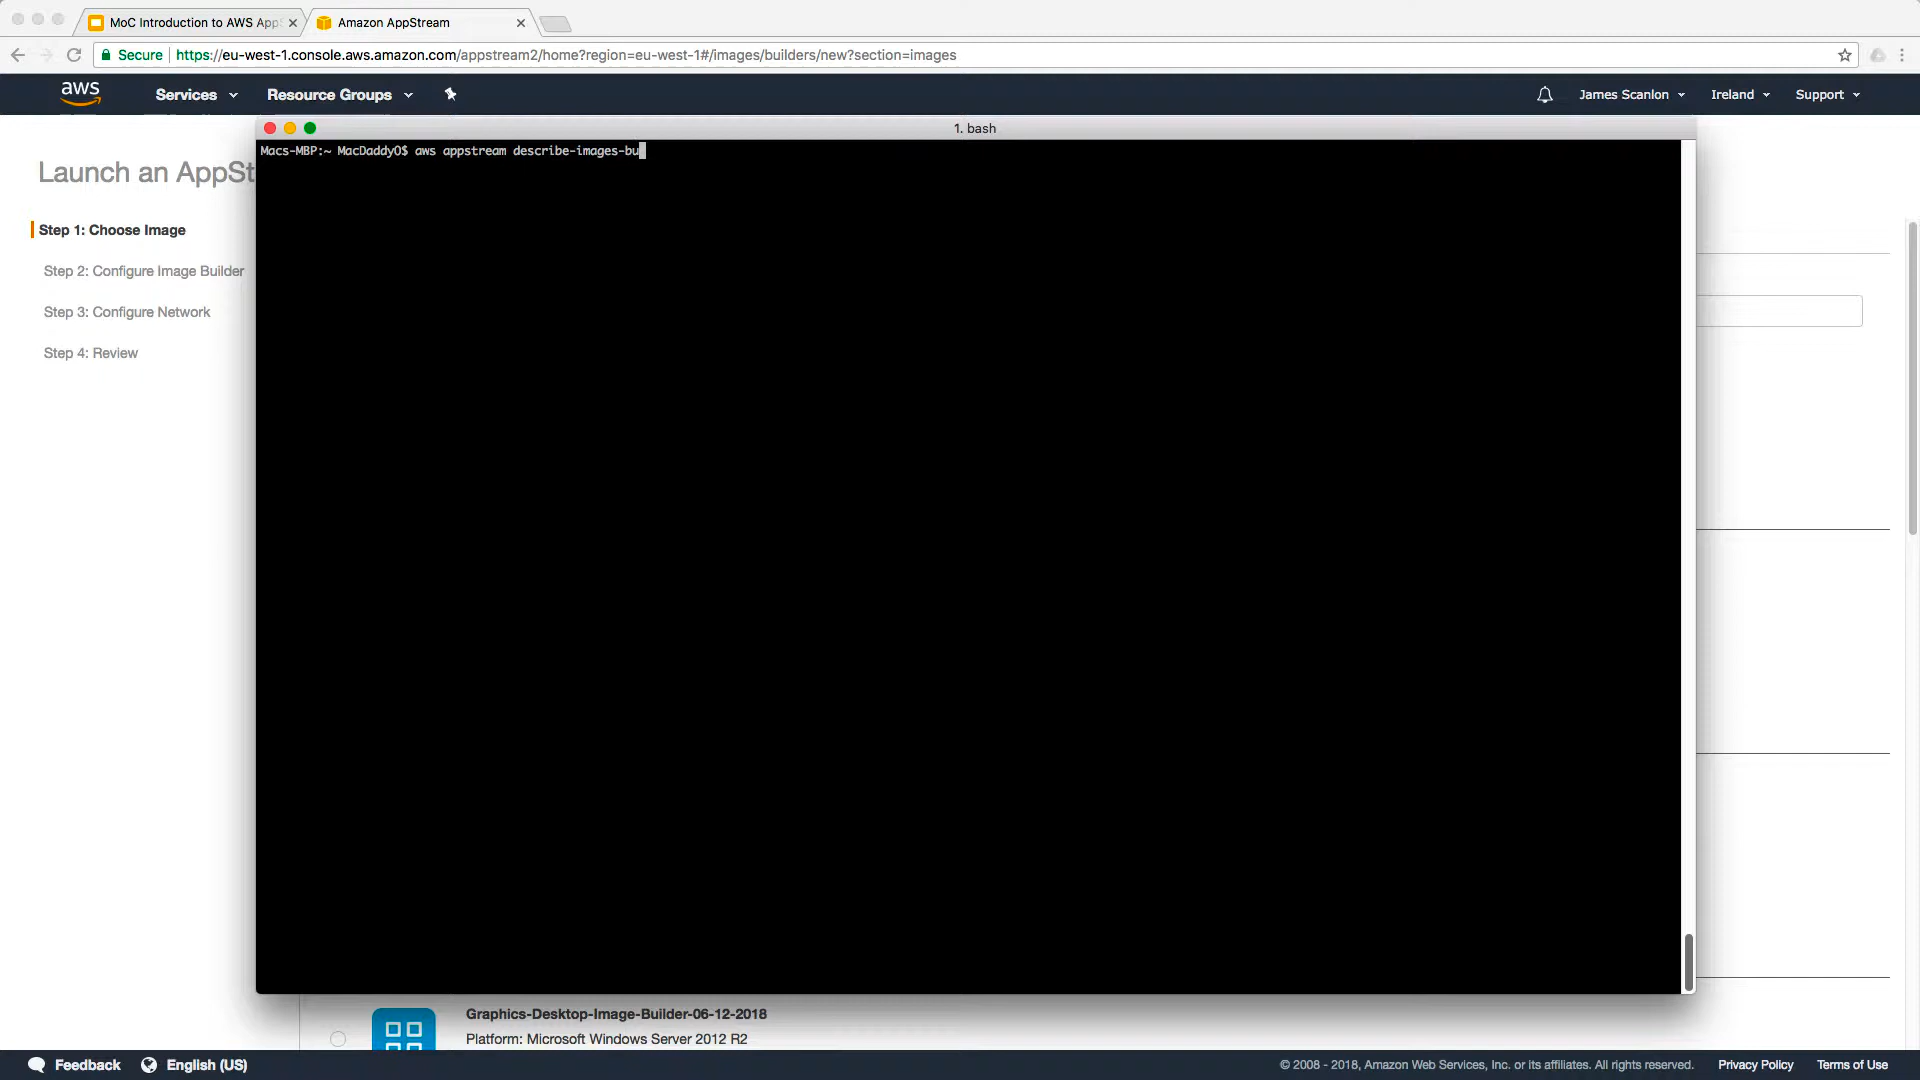 MoC Introduction to AWS App
Amazon AppStream
Secure https://eu-west-1.console.aws.amazon.com/appstream2/home?region=eu-west-1#/images/builders/new?section=images
aws Services Resource Groups James Scanlon Ireland Support
1. bash
Macs-MBP:~ MacDaddyO$ aws appstream describe-images-bu
Launch an AppSt
Step 1: Choose Image
Step 2: Configure Image Builder
Step 3: Configure Network
Step 4: Review
Graphics-Desktop-Image-Builder-06-12-2018
Platform: Microsoft Windows Server 2012 R2
Feedback English (US) © 2008 - 2018, Amazon Web Services, Inc. or its affiliates. All rights reserved. Privacy Policy Terms of Use